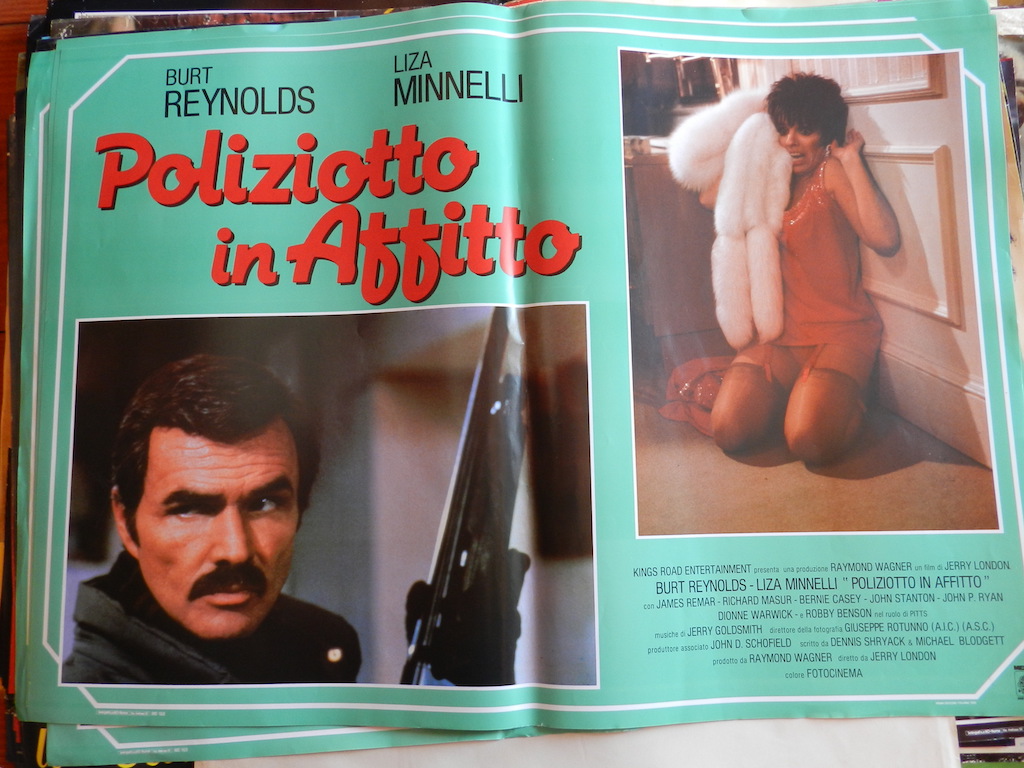 BURT
REYNOLDS
LIZA
MINNELLI
Poliziotto
in Affitto
KINGS ROAD ENTERTAINMENT presenta una produzione RAYMOND WAGNER un film di JERRY LONDON
BURT REYNOLDS - LIZA MINNELLI " POLIZIOTTO IN AFFITTO "
con JAMES REMAR - RICHARD MASUR - BERNIE CASEY - JOHN STANTON - JOHN P. RYAN
DIONNE WARWICK - e ROBBY BENSON nel ruolo di PITTS
musiche di JERRY GOLDSMITH direttore della fotografia GIUSEPPE ROTUNNO (A.I.C.) (A.S.C.)
produttore associato JOHN D. SCHOFIELD scritto da DENNIS SHRYACK & MICHAEL BLODGETT
prodotto da RAYMOND WAGNER diretto da JERRY LONDON
colore FOTOCINEMA